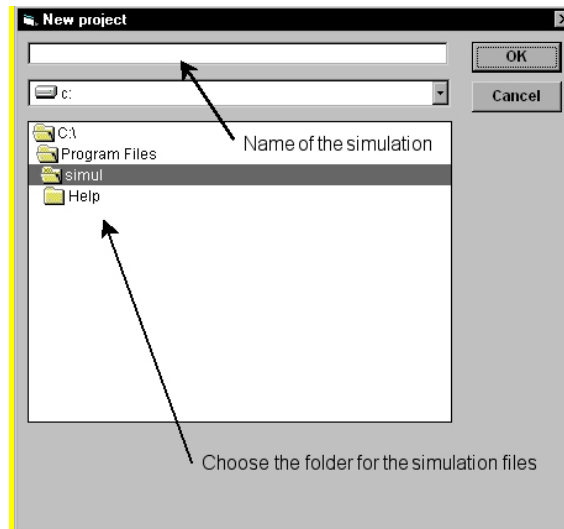 New project
OK
c:
Cancel
Name of the simulation
C:\
Program Files
simul
Help
Choose the folder for the simulation files